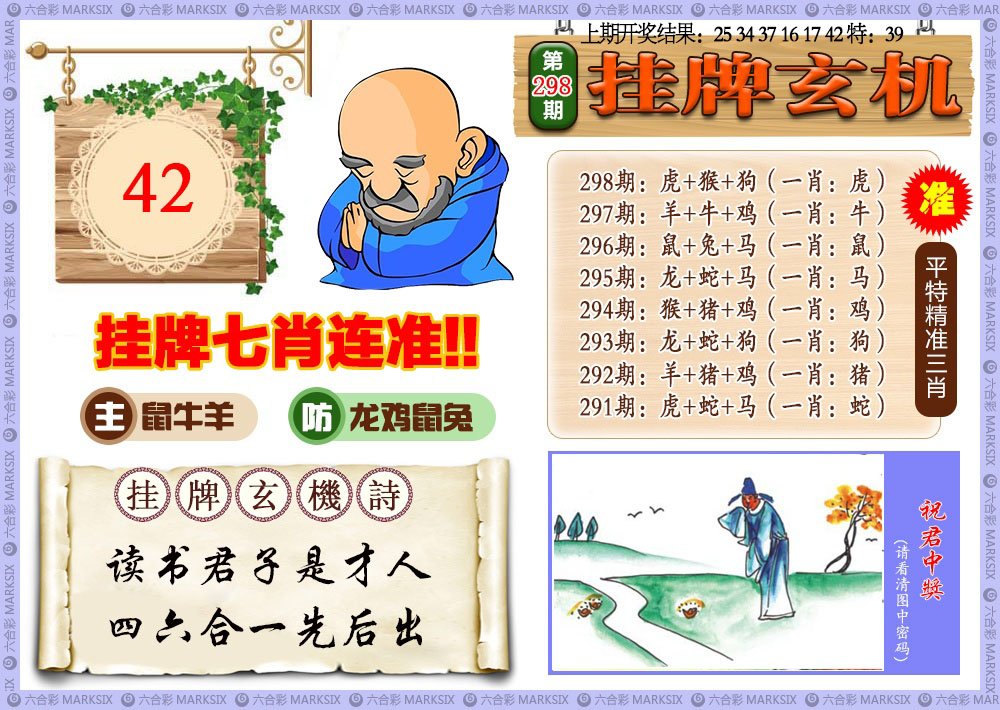 六合彩 MARKSIX
上期开奖结果：25 34 37 16 17 42 特：39
第
298
期
挂牌玄机
42
298期：虎+猴+狗（一肖：虎）
297期：羊+牛+鸡（一肖：牛）
296期：鼠+兔+马（一肖：鼠）
295期：龙+蛇+马（一肖：马）
294期：猴+猪+鸡（一肖：鸡）
293期：龙+蛇+狗（一肖：狗）
292期：羊+猪+鸡（一肖：猪）
291期：虎+蛇+马（一肖：蛇）
准
平特精准三肖
挂牌七肖连准!!
主 鼠牛羊
防 龙鸡鼠兔
挂牌玄機詩
读书君子是才人
四六合一先后出
祝君中獎
（请看清图中密码）